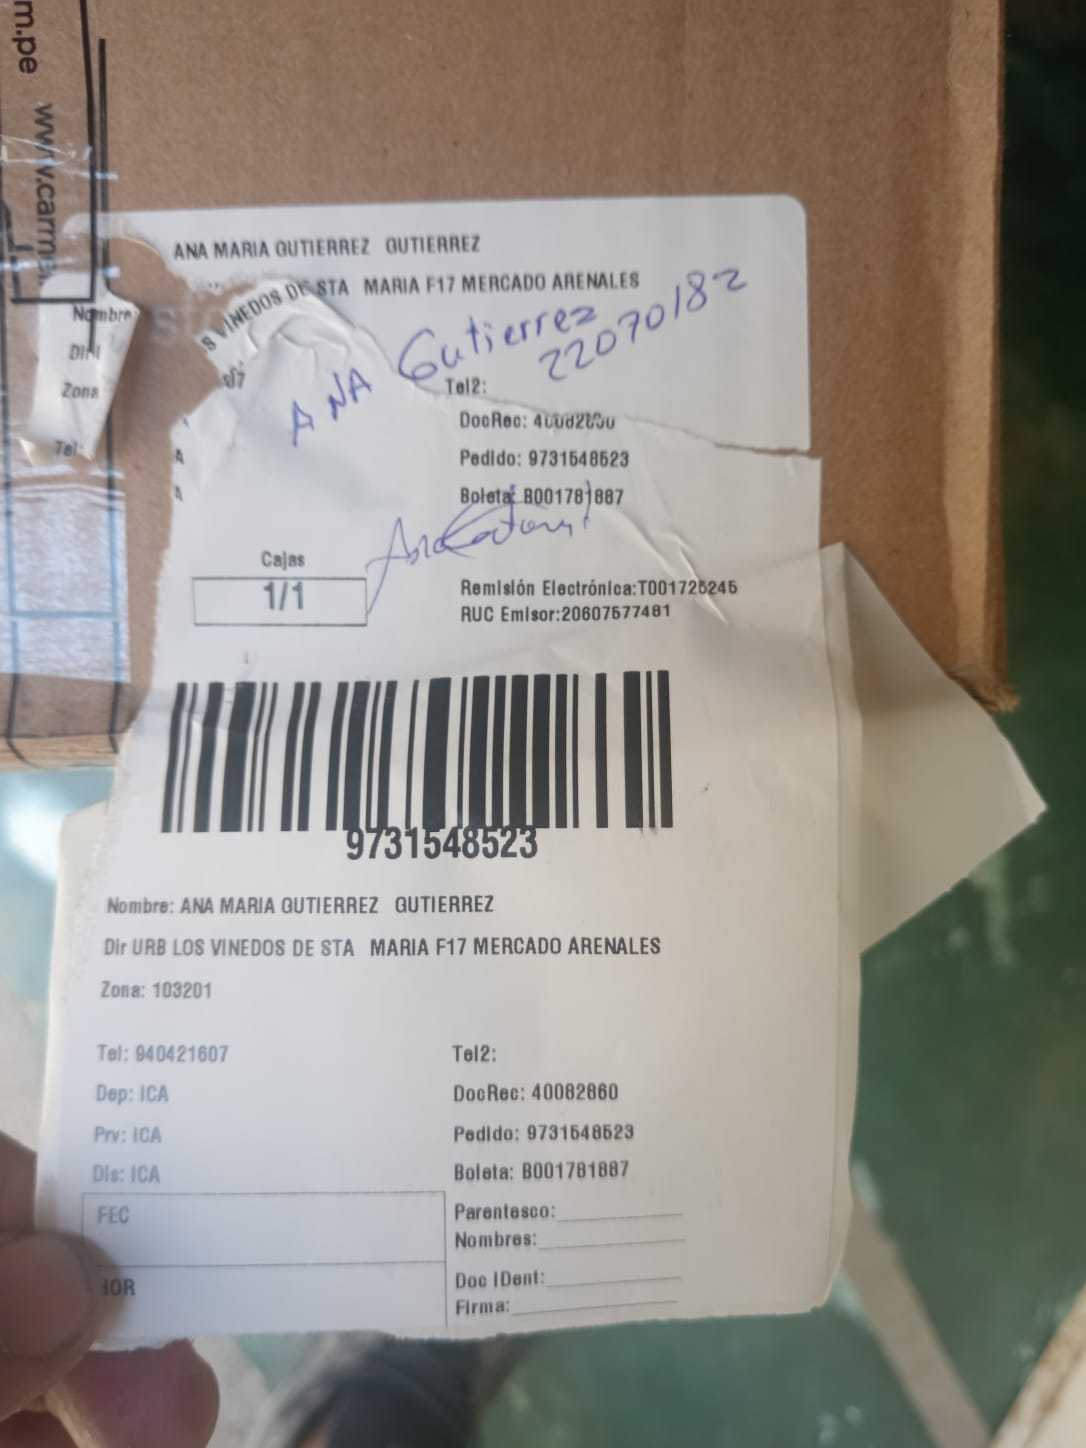 m.pe www.carm
ANA MARIA GUTIERREZ GUTIERREZ
S VINEDOS DE STA MARIA F17 MERCADO ARENALES
ANA Gutierrez
22070182
Nombre
Dir
Zona
Tel:
Tel2:
DocRec: 40082860
Pedido: 9731548523
Boleta: B001781887
Cajas
1/1
Remisión Electrónica:T001725245
RUC Emisor:20607577481
9731548523
Nombre: ANA MARIA GUTIERREZ GUTIERREZ
Dir URB LOS VINEDOS DE STA MARIA F17 MERCADO ARENALES
Zona: 103201
Tel: 940421607
Tel2:
Dep: ICA
DocRec: 40082860
Prv: ICA
Pedido: 9731548523
Dis: ICA
Boleta: B001781887
FEC
Parentesco:
Nombres:
HOR
Doc IDent:
Firma: